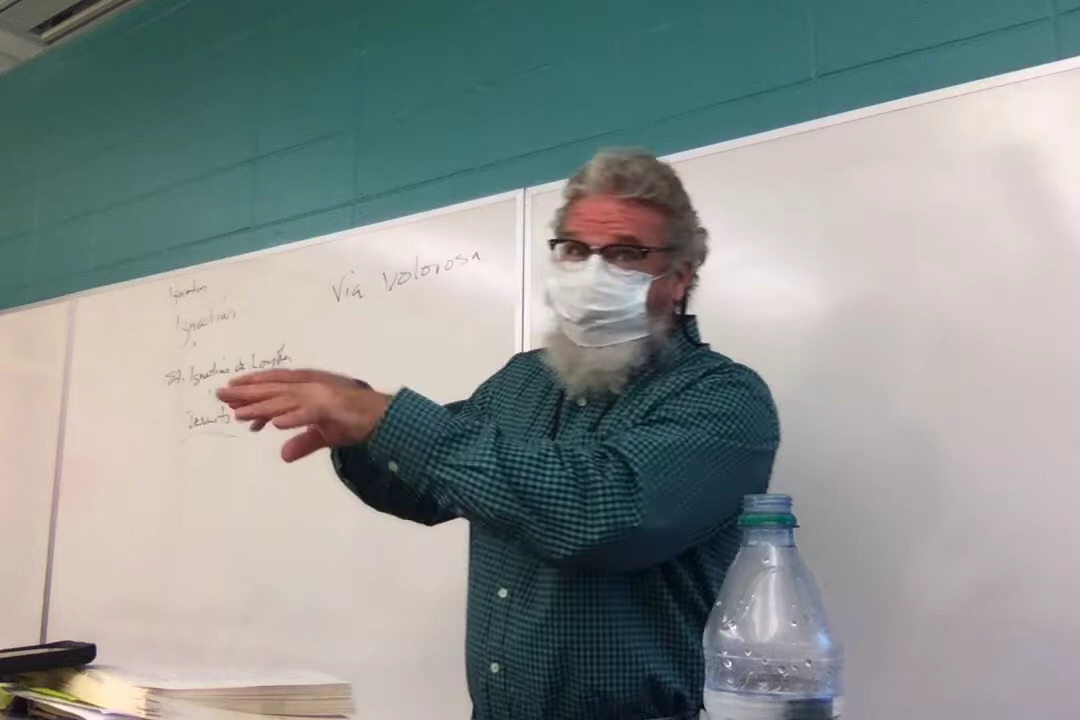 Ignatius
Via Volorosa
Ignatius
St. Ignatius de Loyola
Jesuits